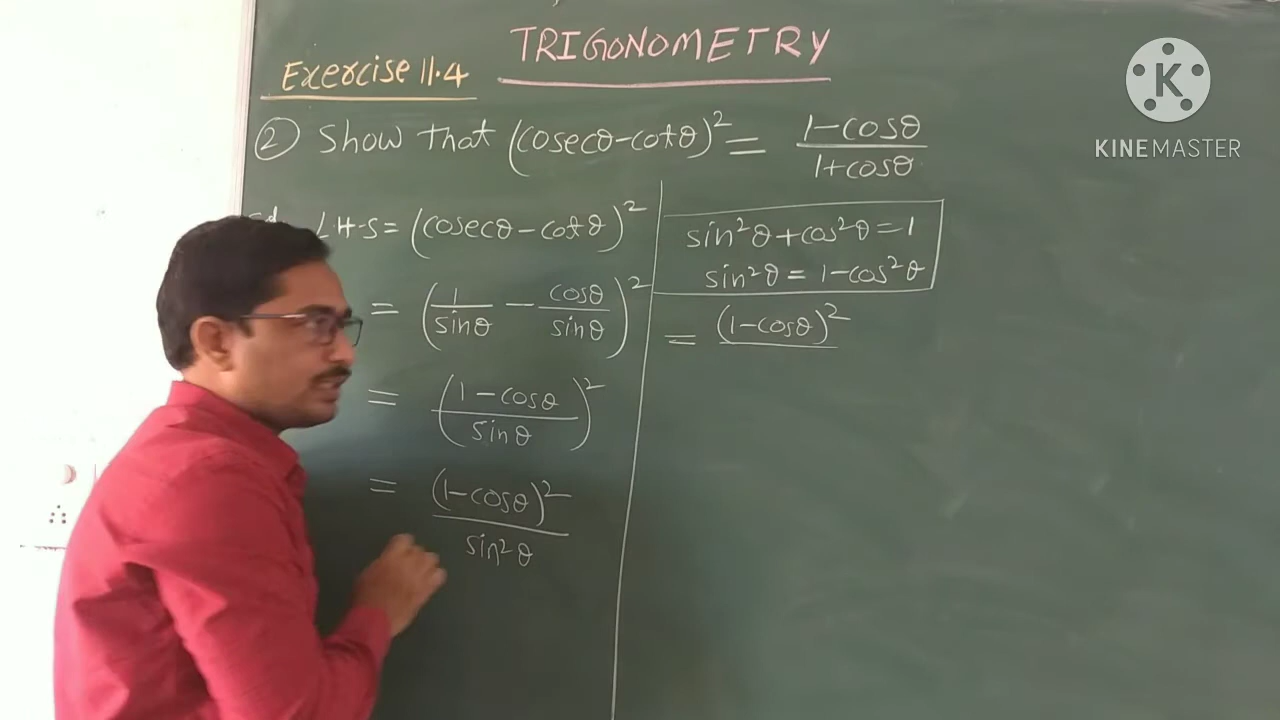 TRIGONOMETRY
Exercise 11.4
② Show that (cosecθ-cotθ)² = (1-cosθ)/(1+cosθ)
L.H.S = (cosecθ-cotθ)²
= (1/sinθ - cosθ/sinθ)²
= ((1-cosθ)/sinθ)²
= (1-cosθ)²/sin²θ
sin²θ+cos²θ=1
sin²θ = 1-cos²θ
= (1-cosθ)²
K
KINEMASTER